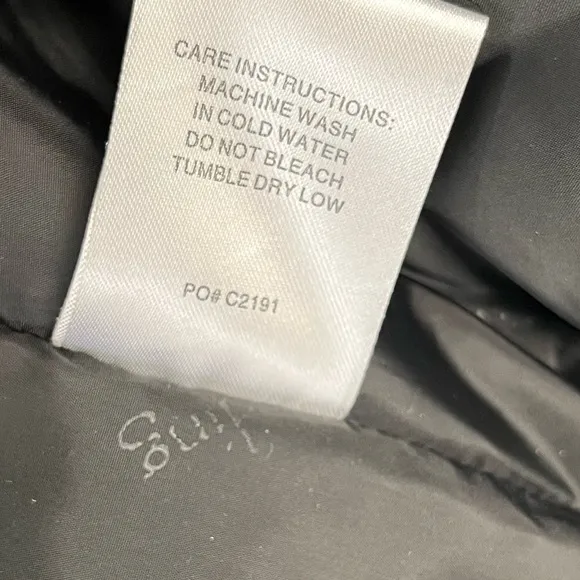 CARE INSTRUCTIONS:
MACHINE WASH
IN COLD WATER
DO NOT BLEACH
TUMBLE DRY LOW
PO# C2191